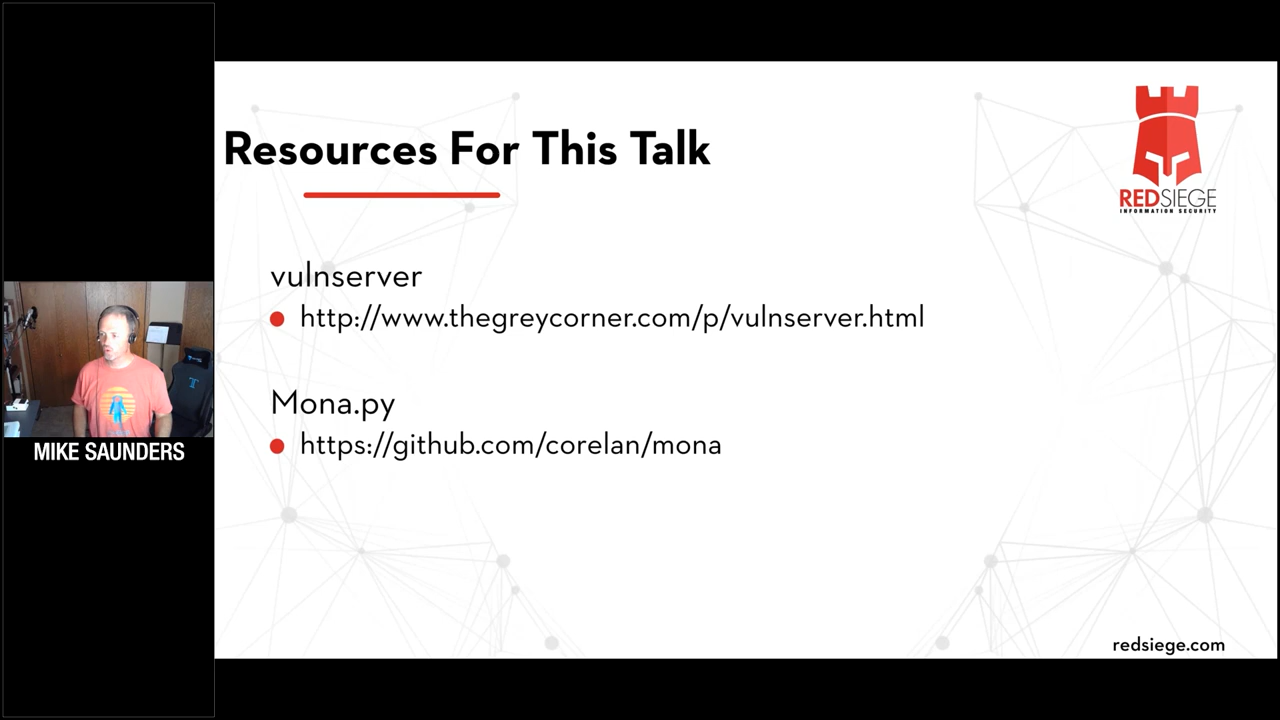 Resources For This Talk
REDSIEGE
INFORMATION SECURITY
vulnserver
http://www.thegreycorner.com/p/vulnserver.html
Mona.py
https://github.com/corelan/mona
MIKE SAUNDERS
redsiege.com